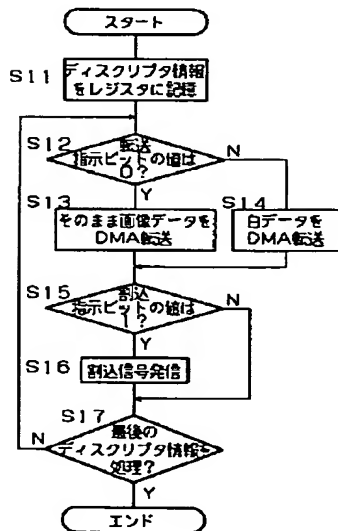 スタート
S11
ディスクリプタ情報
をレジスタに記憶
S12
転送
指示ビットの値は
0?
N
Y
S13
そのまま画像データを
DMA転送
S14
白データを
DMA転送
S15
割込
指示ビットの値は
1?
N
Y
S16
割込信号発信
S17
最後の
ディスクリプタ情報を
処理?
N
Y
エンド